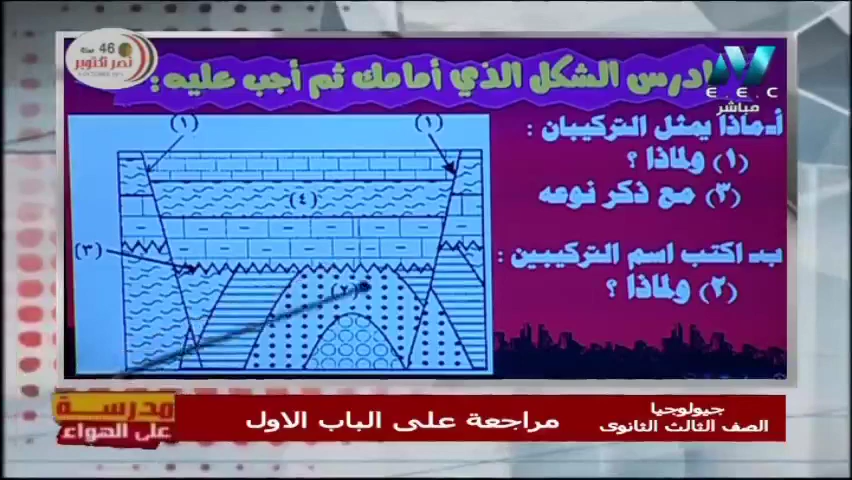 46 سنة
نصر أكتوبر
ادرس الشكل الذي أمامك ثم أجب عليه :
E . E . C
مباشر
أ- ماذا يمثل التركيبان :
(١) ولماذا ؟
(٣) مع ذكر نوعه
ب- اكتب اسم التركيبين :
(٢) ولماذا ؟
(١)
(١)
(٤)
(٣)
(٢)
مدرسة
على الهواء
مراجعة على الباب الاول
جيولوجيا
الصف الثالث الثانوى